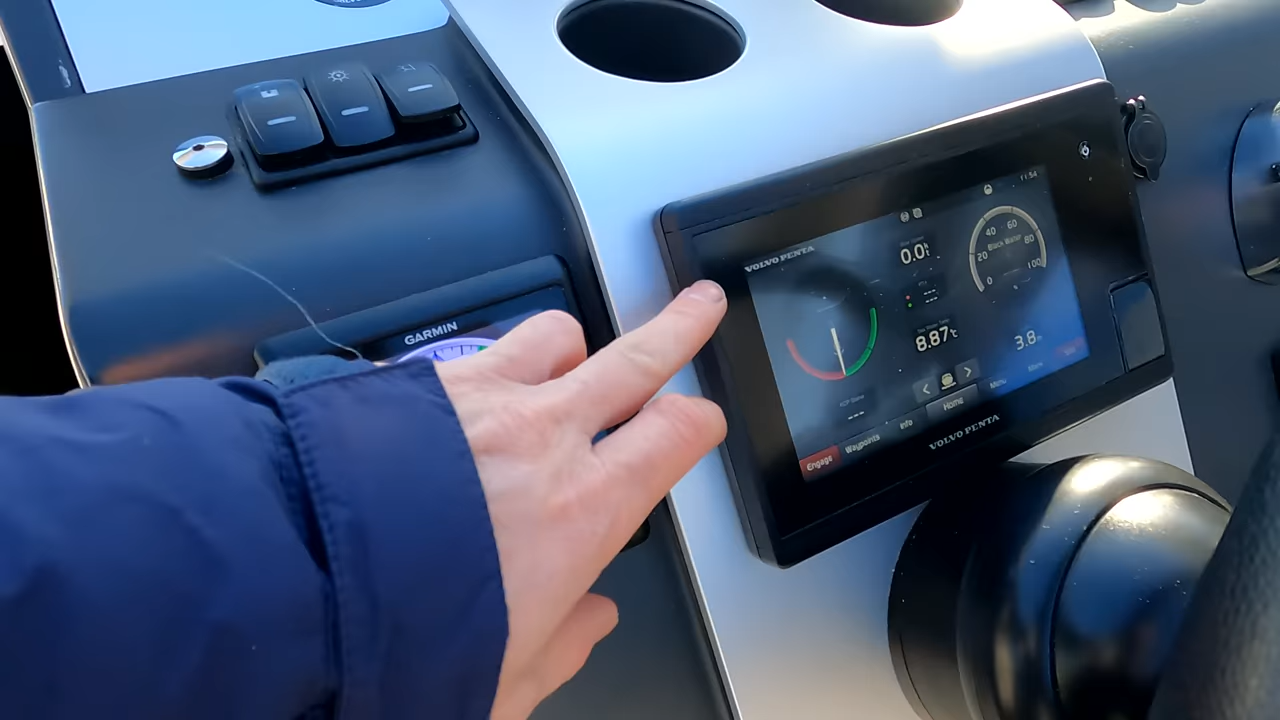 GARMIN
VOLVO PENTA
11:54
0.0
40
60
20
80
Black Water
0
100
---
8.87°c
3.8
---
Home
Menu
Engage
Waypoints
Info
VOLVO PENTA